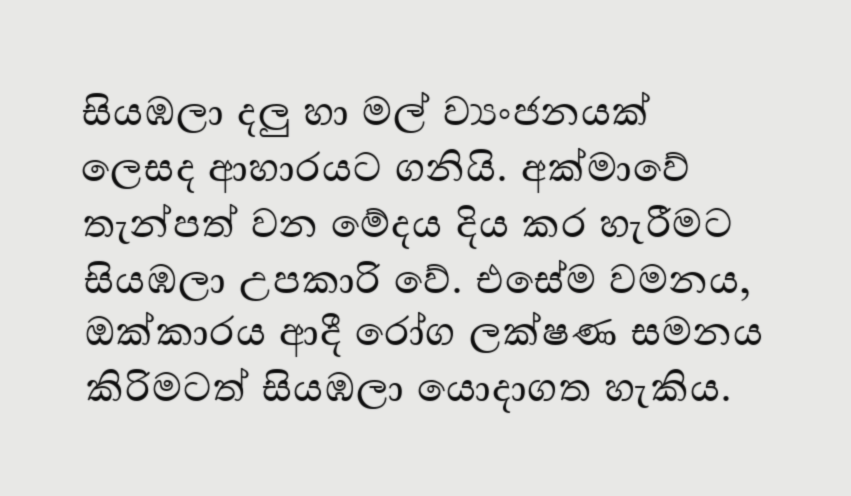 සියඹලා දලු හා මල් ව්‍යංජනයක්
ලෙසද ආහාරයට ගනියි. අක්මාවේ
තැන්පත් වන මේදය දිය කර හැරීමට
සියඹලා උපකාරි වේ. එසේම වමනය,
ඔක්කාරය ආදී රෝග ලක්ෂණ සමනය
කිරිමටත් සියඹලා යොදාගත හැකිය.